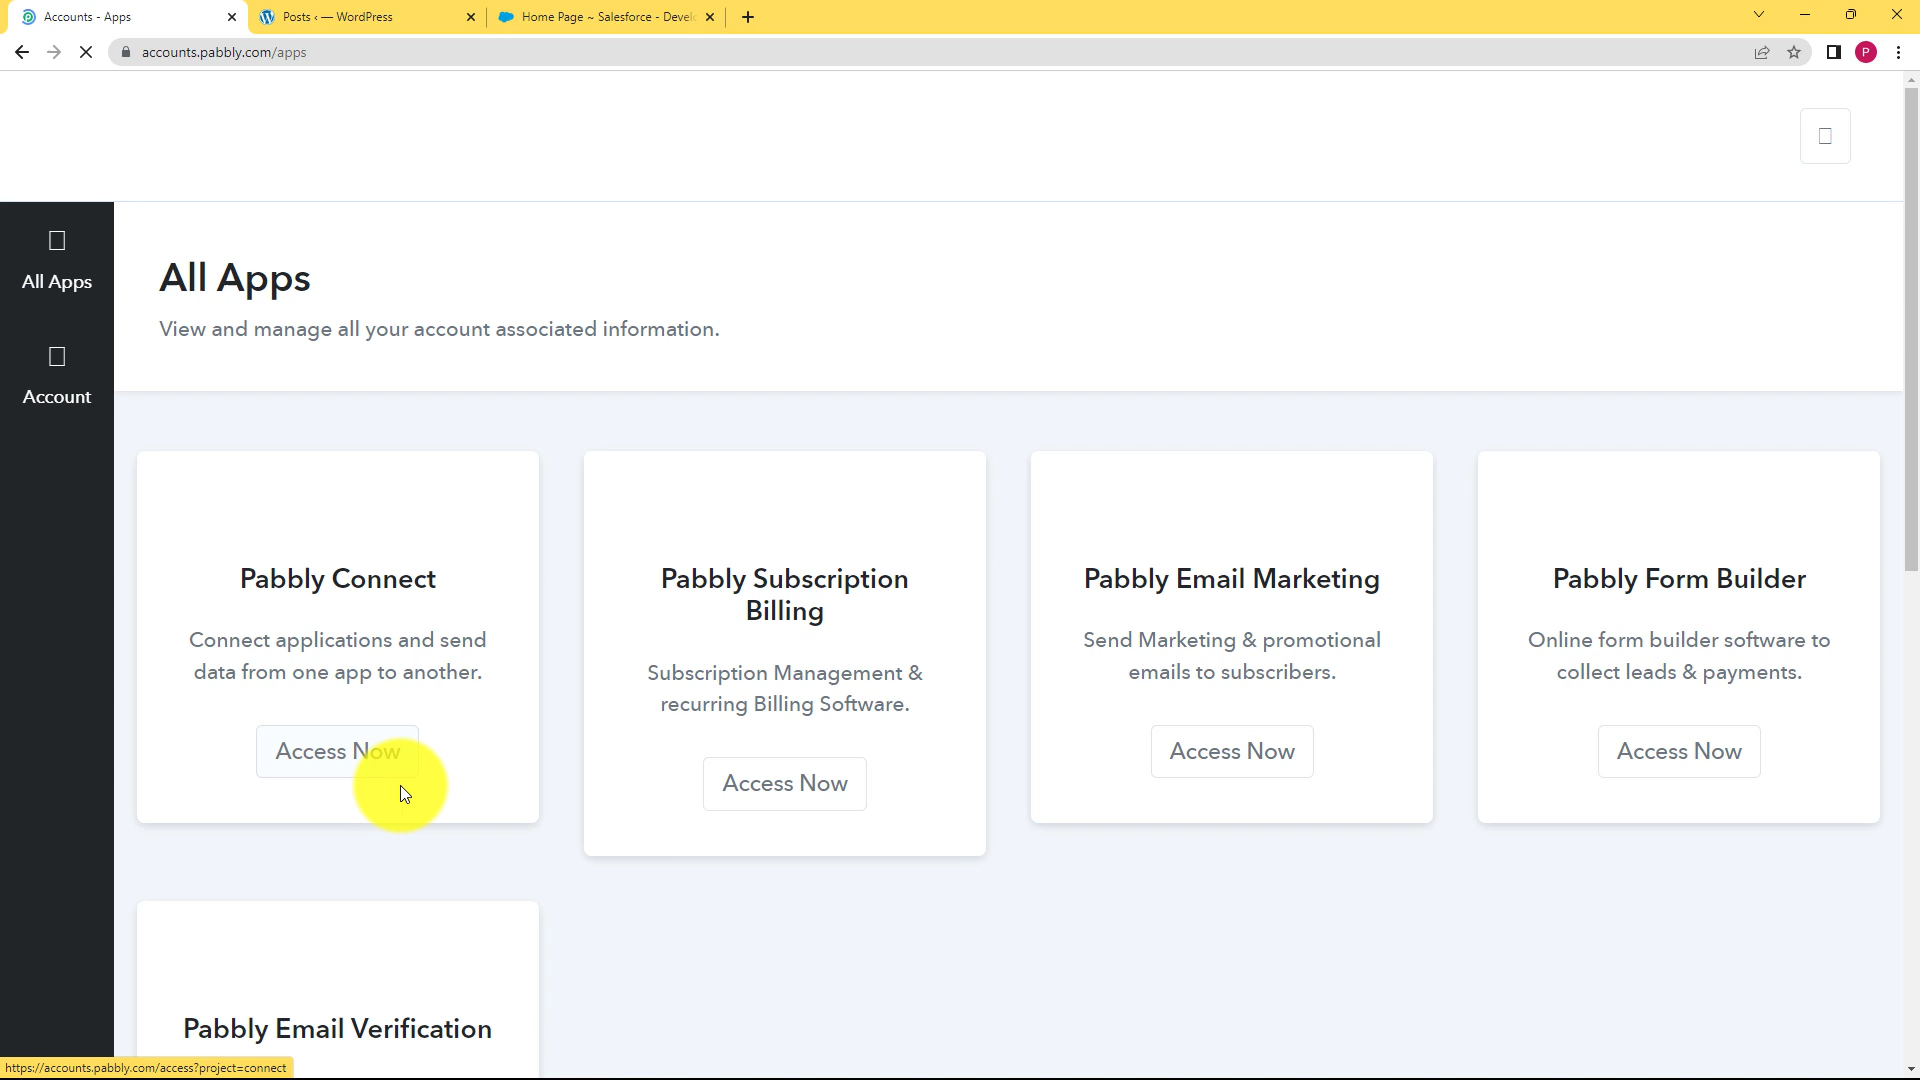 Accounts - Apps
Posts ‹ — WordPress
Home Page ~ Salesforce - Devel
accounts.pabbly.com/apps
P
All Apps
Account
All Apps
View and manage all your account associated information.
Pabbly Connect
Connect applications and send
data from one app to another.
Access Now
Pabbly Subscription
Billing
Subscription Management &
recurring Billing Software.
Access Now
Pabbly Email Marketing
Send Marketing & promotional
emails to subscribers.
Access Now
Pabbly Form Builder
Online form builder software to
collect leads & payments.
Access Now
Pabbly Email Verification
https://accounts.pabbly.com/access?project=connect